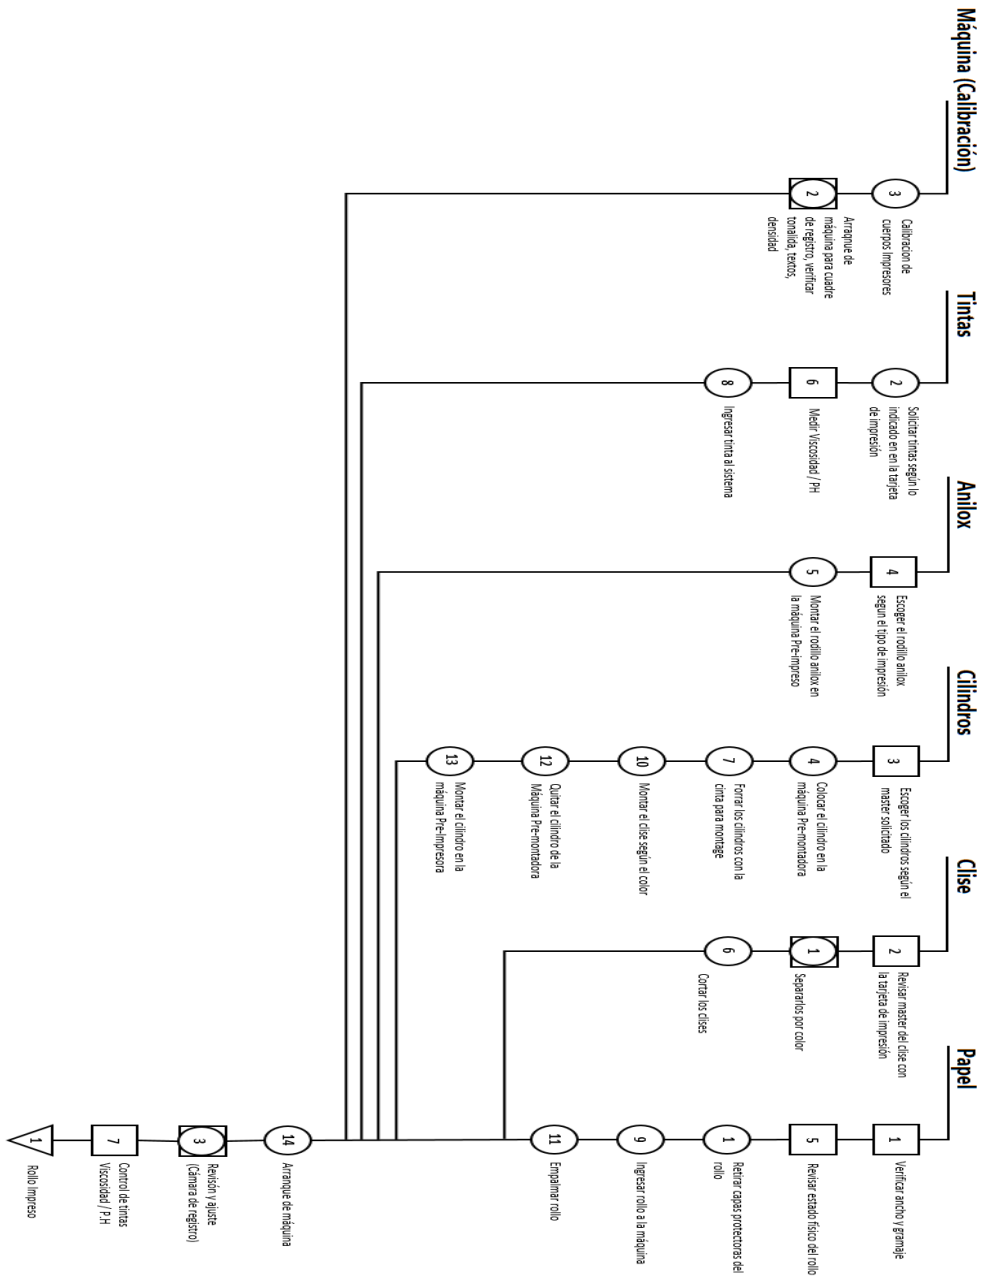 Máquina (Calibración)
3
Calibracion de
cuerpos Impresores
2
Arraqnue de
máquina para cuadre
de registro, verificar
tonalida, textos,
densidad
Tintas
2
Solicitar tintas según lo
indicado en en la tarjeta
de impresión
6
Medir Viscosidad / PH
8
Ingresar tinta al sistema
Anilox
4
Escoger el rodillo anilox
segun el tipo de impresión
5
Montar el rodillo anilox en
la máquina Pre-impreso
Cilindros
3
Escoger los cilindros según el
master solicitado
4
Colocar el cilindro en la
máquina Pre-montadora
7
Forrar los cilindros con la
cinta para montage
10
Montar el clise según el color
12
Quitar el cilindro de la
Máquina Pre-montadora
13
Montar el cilindro en la
máquina Pre-Impresora
Clise
2
Revisar master del clise con
la tarjeta de impresión
1
Separarlos por color
6
Cortar los clises
Papel
1
Verificar ancho y gramaje
5
Revisar estado físico del rollo
1
Retirar capas protectoras del
rollo
9
Ingresar rollo a la máquina
11
Empalmar rollo
14
Arranque de máquina
3
Revisón y ajuste
(Cámara de registro)
7
Control de tintas
Viscosidad / P.H
1
Rollo Impreso